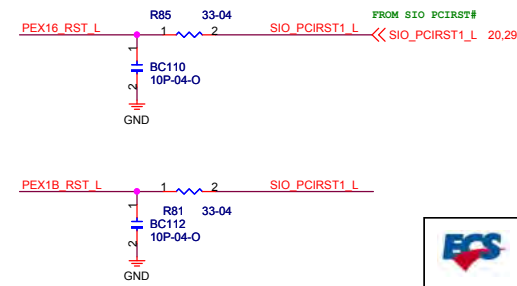 R85 33-04 FROM SIO PCIRST#
PEX16_RST_L 1 2 SIO_PCIRST1_L SIO_PCIRST1_L 20,29
1
BC110
10P-04-O
2
GND
PEX1B_RST_L 1 2 SIO_PCIRST1_L
R81 33-04
1
BC112
10P-04-O
2
GND
ECS